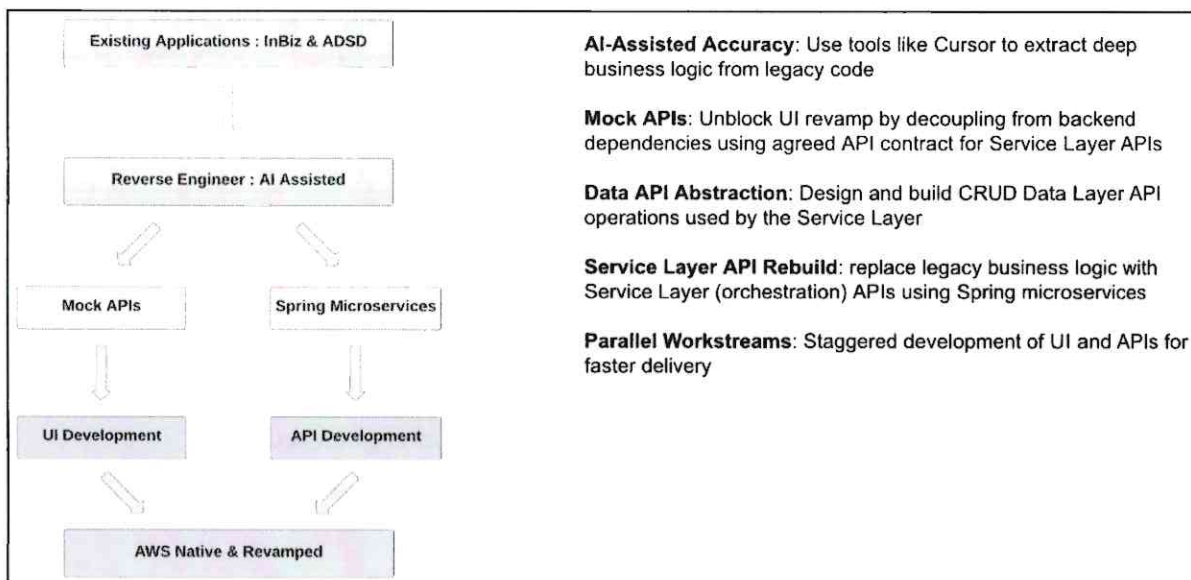 Existing Applications : InBiz & ADSD
Reverse Engineer : AI Assisted
Mock APIs
Spring Microservices
UI Development
API Development
AWS Native & Revamped
AI-Assisted Accuracy: Use tools like Cursor to extract deep
business logic from legacy code
Mock APIs: Unblock UI revamp by decoupling from backend
dependencies using agreed API contract for Service Layer APIs
Data API Abstraction: Design and build CRUD Data Layer API
operations used by the Service Layer
Service Layer API Rebuild: replace legacy business logic with
Service Layer (orchestration) APIs using Spring microservices
Parallel Workstreams: Staggered development of UI and APIs for
faster delivery